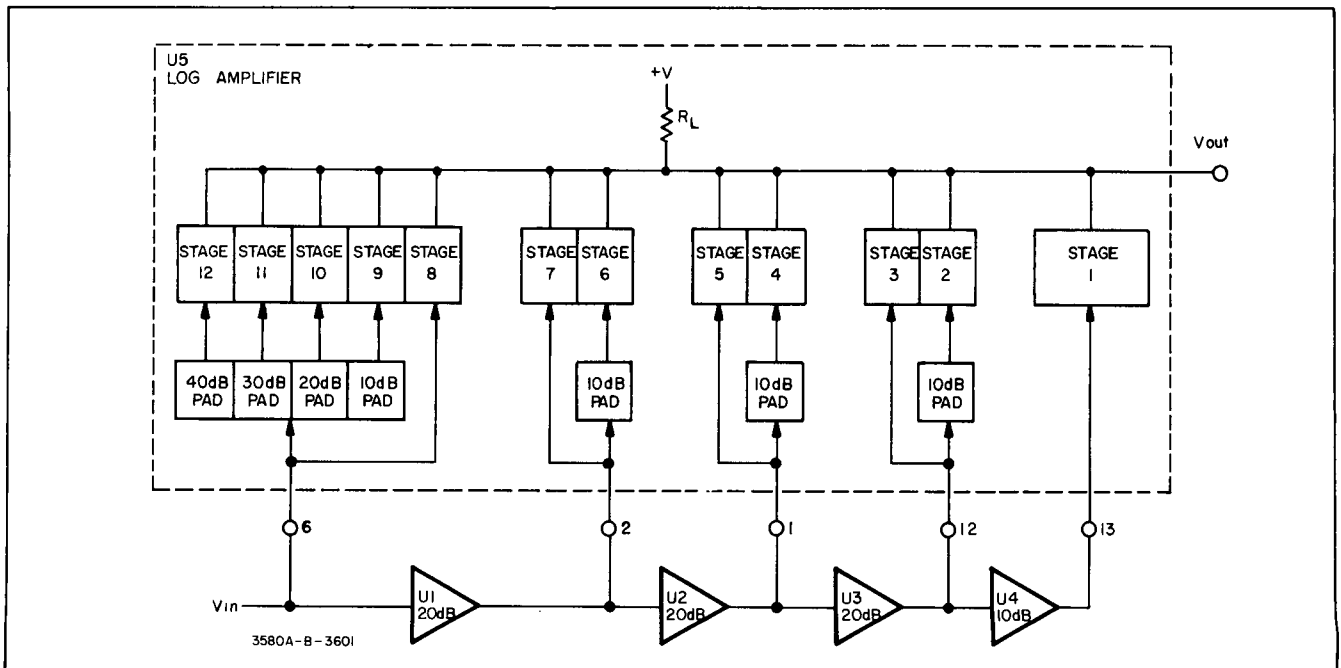 U5
LOG AMPLIFIER
+V
RL
Vout
STAGE
12
STAGE
11
STAGE
10
STAGE
9
STAGE
8
STAGE
7
STAGE
6
STAGE
5
STAGE
4
STAGE
3
STAGE
2
STAGE
1
40dB
PAD
30dB
PAD
20dB
PAD
10dB
PAD
10dB
PAD
10dB
PAD
10dB
PAD
6
2
1
12
13
Vin
U1
20dB
U2
20dB
U3
20dB
U4
10dB
3580A-B-3601